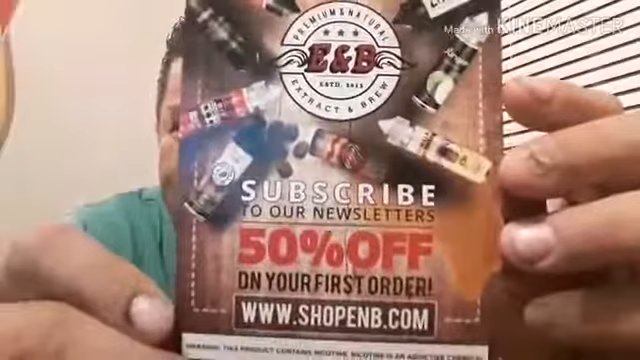 Made with KINEMASTER
PREMIUM & NATURAL
E&B
ESTD. 2013
EXTRACT & BREW
SUBSCRIBE
TO OUR NEWSLETTERS
50% OFF
ON YOUR FIRST ORDER!
WWW.SHOPENB.COM
WARNING: THIS PRODUCT CONTAINS NICOTINE. NICOTINE IS AN ADDICTIVE CHEMICAL.